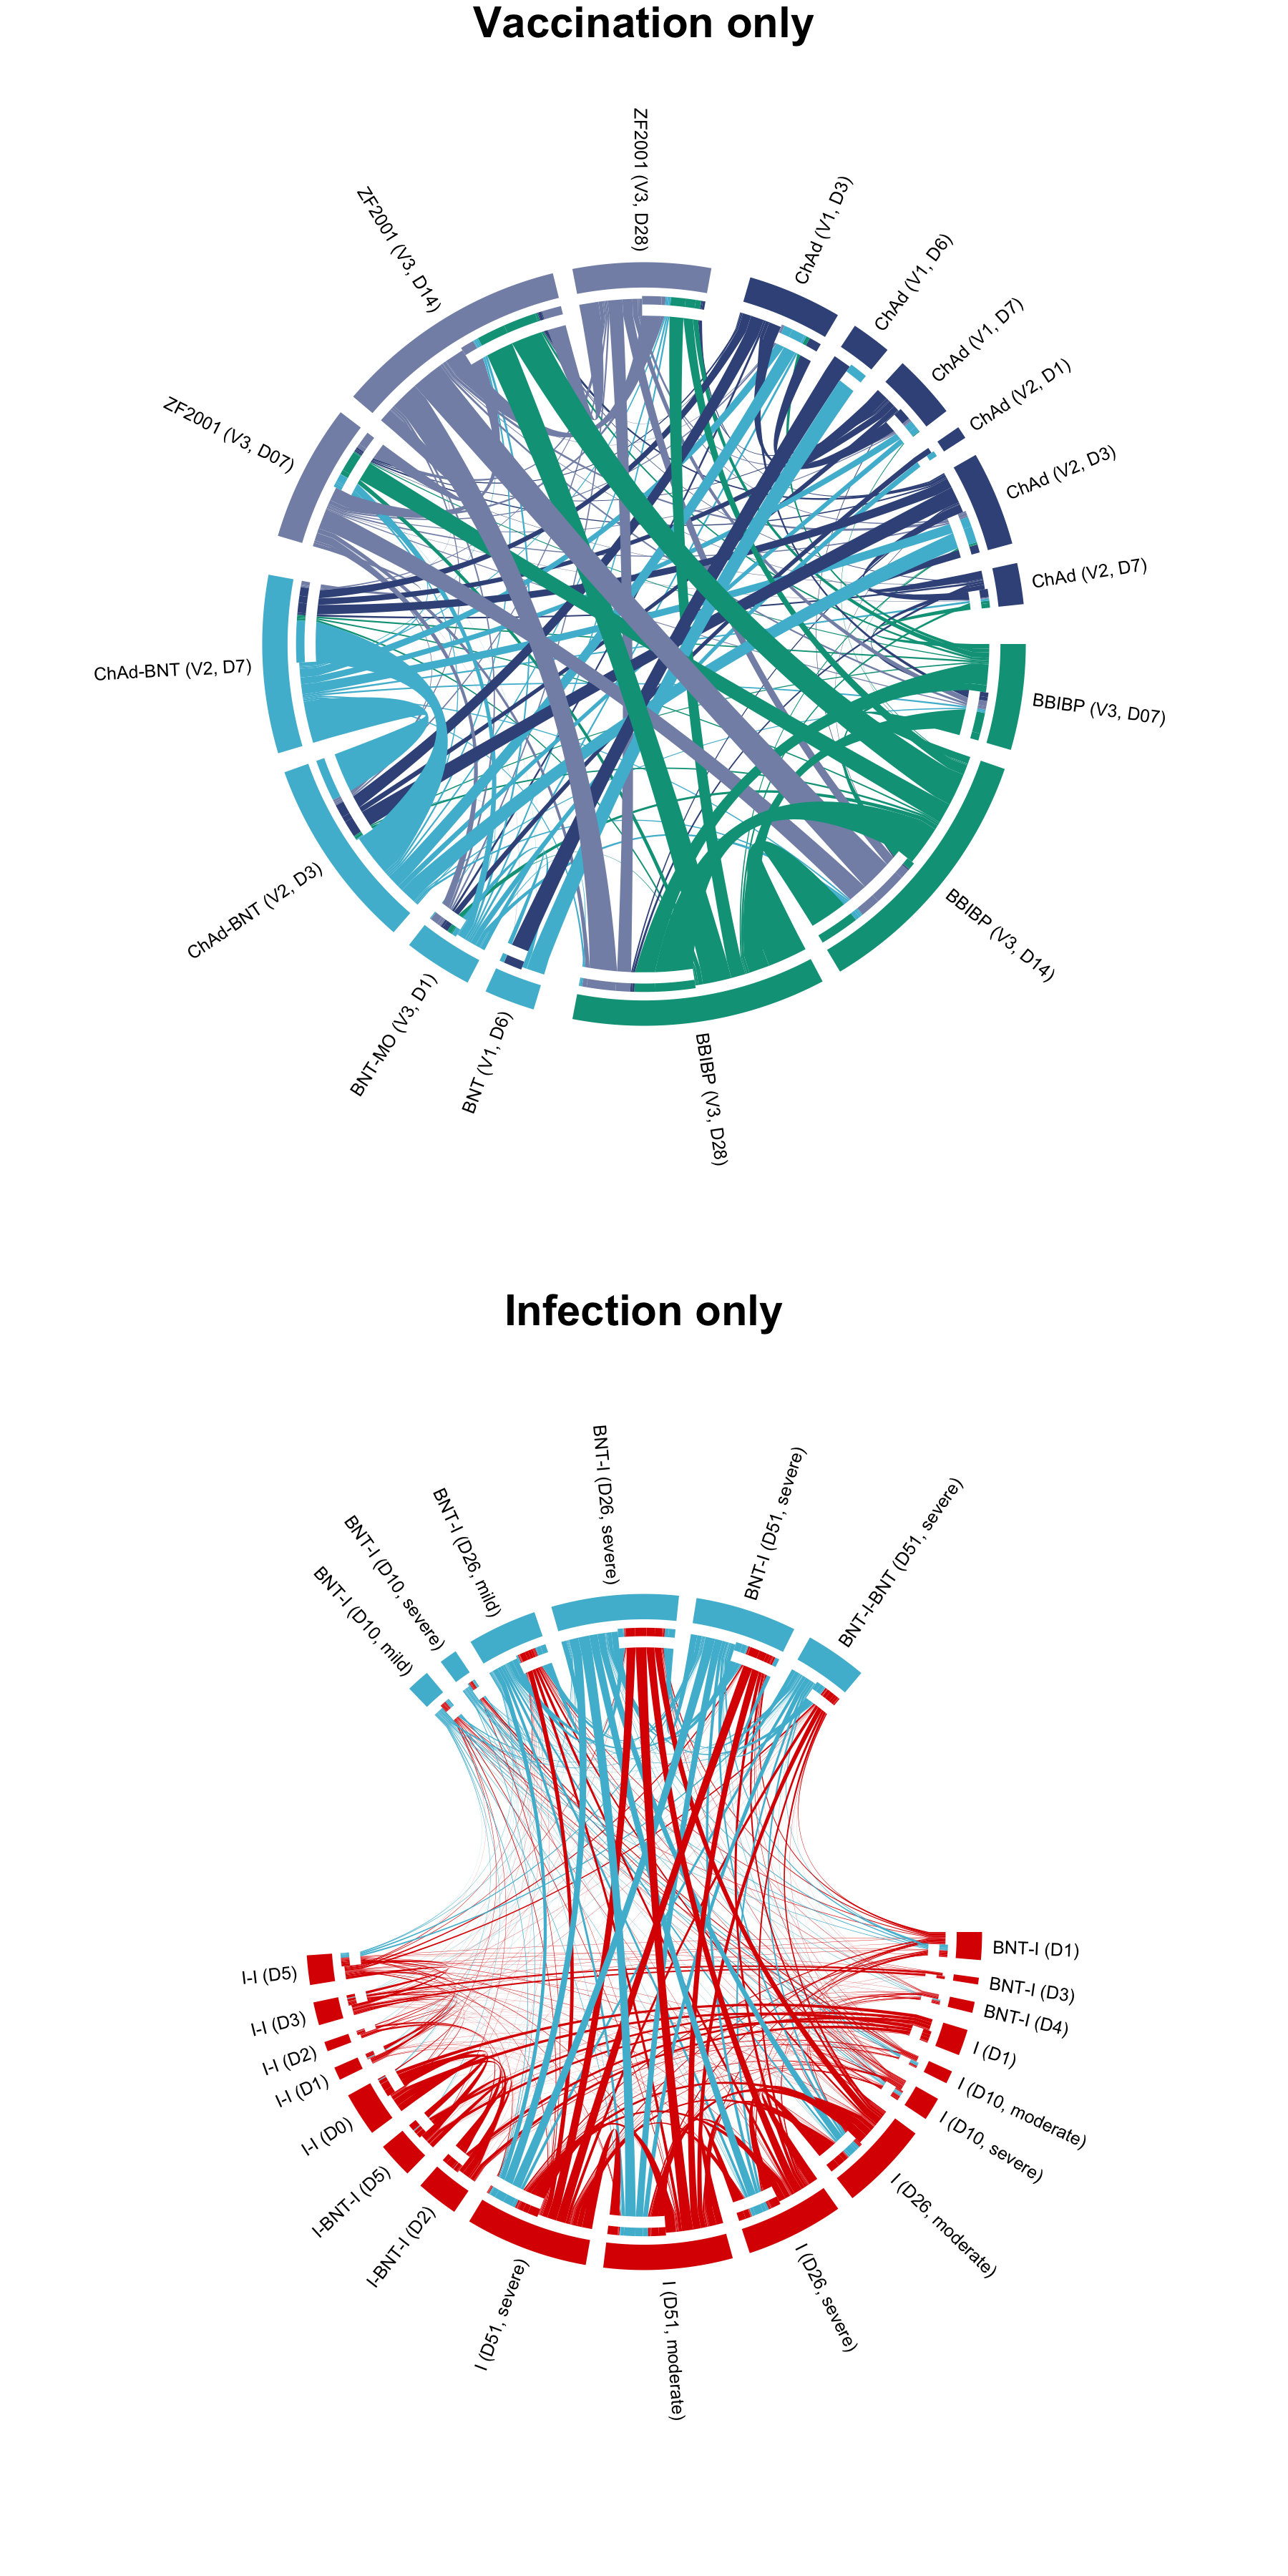 Vaccination only
ZF2001 (V3, D28)
ChAd (V1, D3)
ChAd (V1, D6)
ChAd (V1, D7)
ChAd (V2, D1)
ChAd (V2, D3)
ChAd (V2, D7)
BBIBP (V3, D07)
BBIBP (V3, D14)
BBIBP (V3, D28)
BNT (V1, D6)
BNT-MO (V3, D1)
ChAd-BNT (V2, D3)
ChAd-BNT (V2, D7)
ZF2001 (V3, D07)
ZF2001 (V3, D14)
Infection only
BNT-I (D26, severe)
BNT-I (D51, severe)
BNT-I-BNT (D51, severe)
BNT-I (D1)
BNT-I (D3)
BNT-I (D4)
I (D1)
I (D10, moderate)
I (D10, severe)
I (D26, moderate)
I (D26, severe)
I (D51, moderate)
I (D51, severe)
I-BNT-I (D2)
I-BNT-I (D5)
I-I (D0)
I-I (D1)
I-I (D2)
I-I (D3)
I-I (D5)
BNT-I (D10, mild)
BNT-I (D10, severe)
BNT-I (D26, mild)